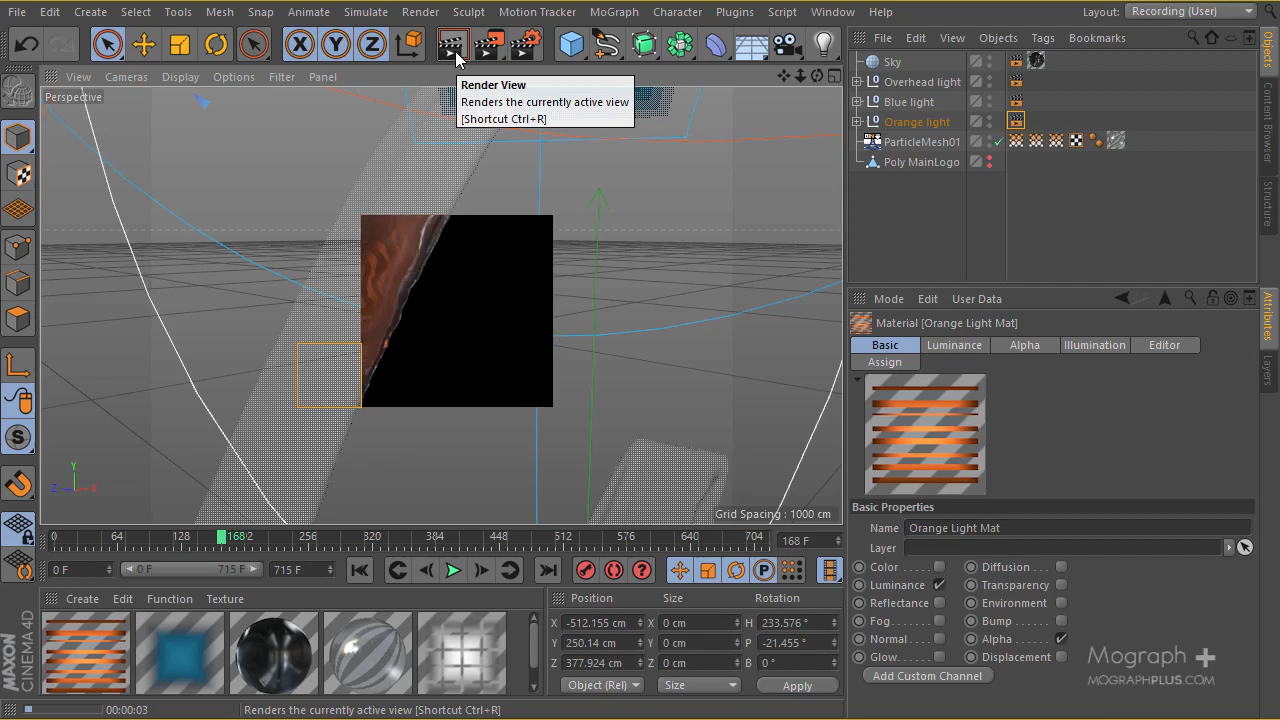 File Edit Create Select Tools Mesh Snap Animate Simulate Render Sculpt Motion Tracker MoGraph Character Plugins Script Window Help Layout: Recording (User)
X Y Z
File Edit View Objects Tags Bookmarks
View Cameras Display Options Filter Panel
Perspective
Render View
Renders the currently active view
[Shortcut Ctrl+R]
Sky
Overhead light
Blue light
Orange light
ParticleMesh01
Poly MainLogo
Objects
Content Browser
Structure
Mode Edit User Data
Material [Orange Light Mat]
Basic Luminance Alpha Illumination Editor
Assign
Attributes
Layers
Basic Properties
Name Orange Light Mat
Layer
Color Diffusion
Luminance Transparency
Reflectance Environment
Fog Bump
Normal Alpha
Glow Displacement
Add Custom Channel
Y
Z X
Grid Spacing : 1000 cm
0 64 128 168/2 256 320 384 448 512 576 640 704 168 F
0 F 0 F 715 F 715 F
Create Edit Function Texture
Position Size Rotation
X -512.155 cm X 0 cm H 233.576 °
Y 250.14 cm Y 0 cm P -21.455 °
Z 377.924 cm Z 0 cm B 0 °
Object (Rel) Size Apply
MAXON
CINEMA 4D
00:00:03 Renders the currently active view [Shortcut Ctrl+R]
Mograph +
MOGRAPHPLUS.COM